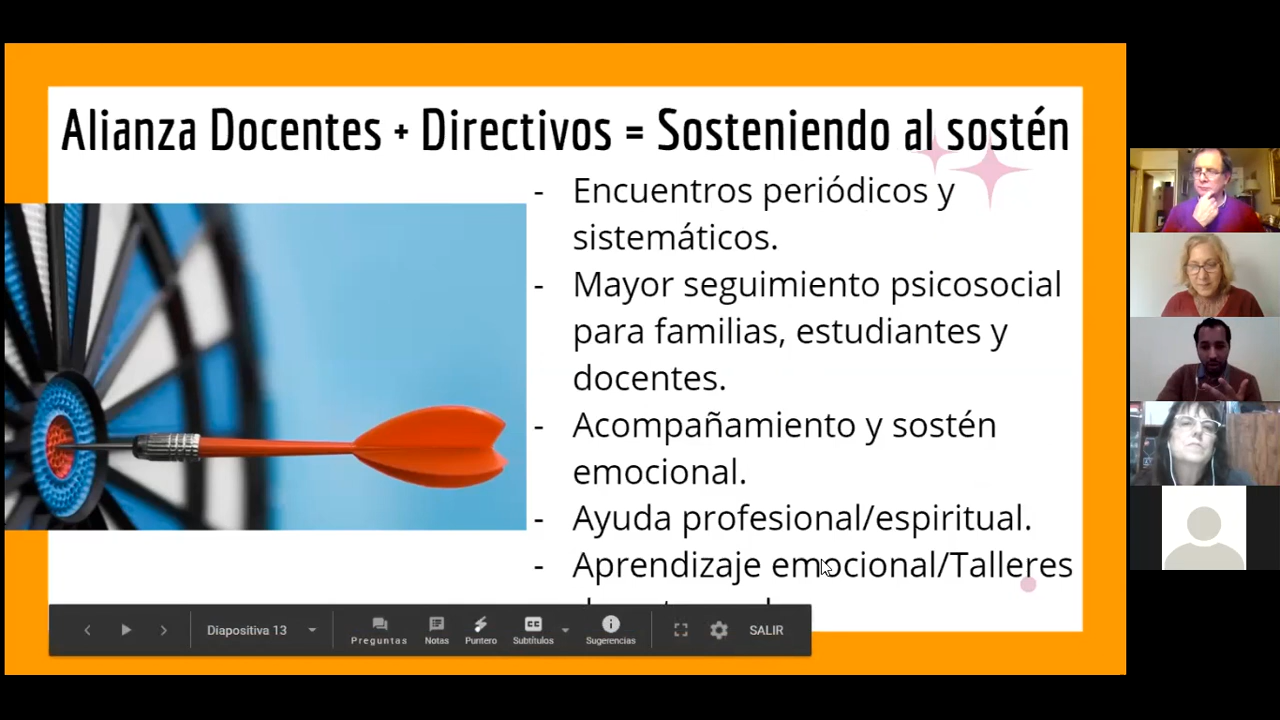 Alianza Docentes + Directivos = Sosteniendo al sostén
- Encuentros periódicos y
sistemáticos.
- Mayor seguimiento psicosocial
para familias, estudiantes y
docentes.
- Acompañamiento y sostén
emocional.
- Ayuda profesional/espiritual.
- Aprendizaje emocional/Talleres
Diapositiva 13
Preguntas
Notas
Puntero
CC
Subtítulos
Sugerencias
SALIR